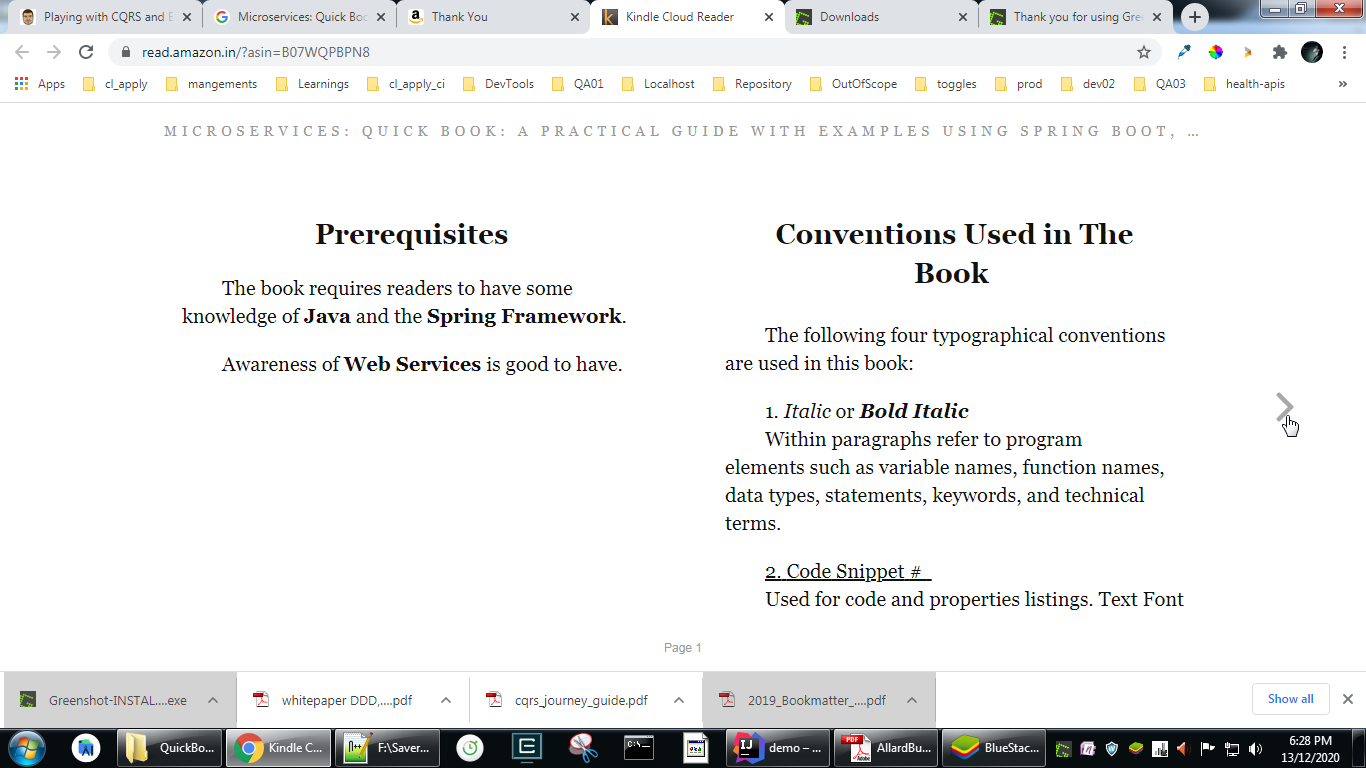 Playing with CQRS and E
Microservices: Quick Boo
Thank You
Kindle Cloud Reader
Downloads
Thank you for using Gre
read.amazon.in/?asin=B07WQPBPN8
Apps
cl_apply
mangements
Learnings
cl_apply_ci
DevTools
QA01
Localhost
Repository
OutOfScope
toggles
prod
dev02
QA03
health-apis
MICROSERVICES: QUICK BOOK: A PRACTICAL GUIDE WITH EXAMPLES USING SPRING BOOT, ...
Prerequisites
The book requires readers to have some
knowledge of Java and the Spring Framework.
Awareness of Web Services is good to have.
Conventions Used in The
Book
The following four typographical conventions
are used in this book:
1. Italic or Bold Italic
Within paragraphs refer to program
elements such as variable names, function names,
data types, statements, keywords, and technical
terms.
2. Code Snippet #
Used for code and properties listings. Text Font
Page 1
Greenshot-INSTAL....exe
whitepaper DDD,....pdf
cqrs_journey_guide.pdf
2019_Bookmatter_....pdf
Show all
QuickBo...
Kindle C...
F:\Saver...
demo – ...
AllardBu...
BlueStac...
6:28 PM
13/12/2020